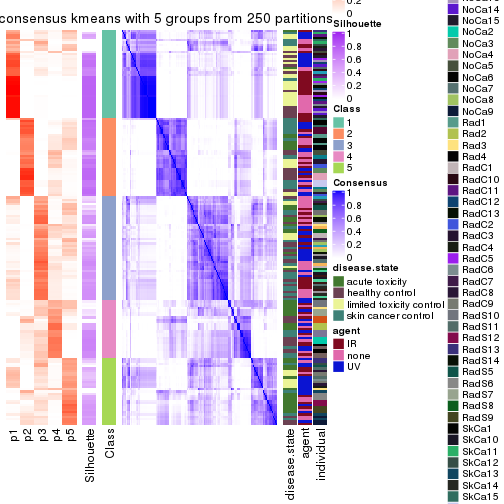 consensus kmeans with 5 groups from 250 partitions
p1
p2
p3
p4
p5
Silhouette
Class
disease.state
agent
individual
0.2
0
Silhouette
1
0.8
0.6
0.4
0.2
0
Class
1
2
3
4
5
Consensus
1
0.8
0.6
0.4
0.2
0
disease.state
acute toxicity
healthy control
limited toxicity control
skin cancer control
agent
IR
none
UV
NoCa14
NoCa15
NoCa2
NoCa3
NoCa4
NoCa5
NoCa6
NoCa7
NoCa8
NoCa9
Rad1
Rad2
Rad3
Rad4
RadC1
RadC10
RadC11
RadC12
RadC13
RadC2
RadC3
RadC4
RadC5
RadC6
RadC7
RadC8
RadC9
RadS10
RadS11
RadS12
RadS13
RadS14
RadS5
RadS6
RadS7
RadS8
RadS9
SkCa1
SkCa10
SkCa11
SkCa12
SkCa13
SkCa14
SkCa15